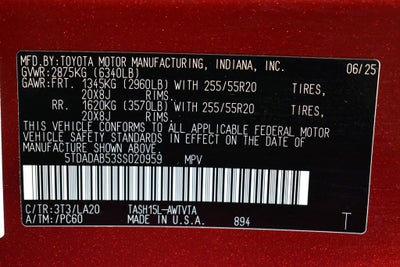 MFD.BY:TOYOTA MOTOR MANUFACTURING, INDIANA, INC. 06/25
GVWR:2875KG (6340LB)
GAWR:FRT. 1345KG (2960LB) WITH 255/55R20 TIRES,
20X8J RIMS.
RR. 1620KG (3570LB) WITH 255/55R20 TIRES,
20X8J RIMS.
THIS VEHICLE CONFORMS TO ALL APPLICABLE FEDERAL MOTOR
VEHICLE SAFETY STANDARDS IN EFFECT ON THE DATE OF
MANUFACTURE SHOWN ABOVE.
5TDADAB53SS020959 MPV
C/TR:3T3/LA20 TASH15L-AWTVTA
A/TM:/PC60 MADE IN U.S.A. 894 T